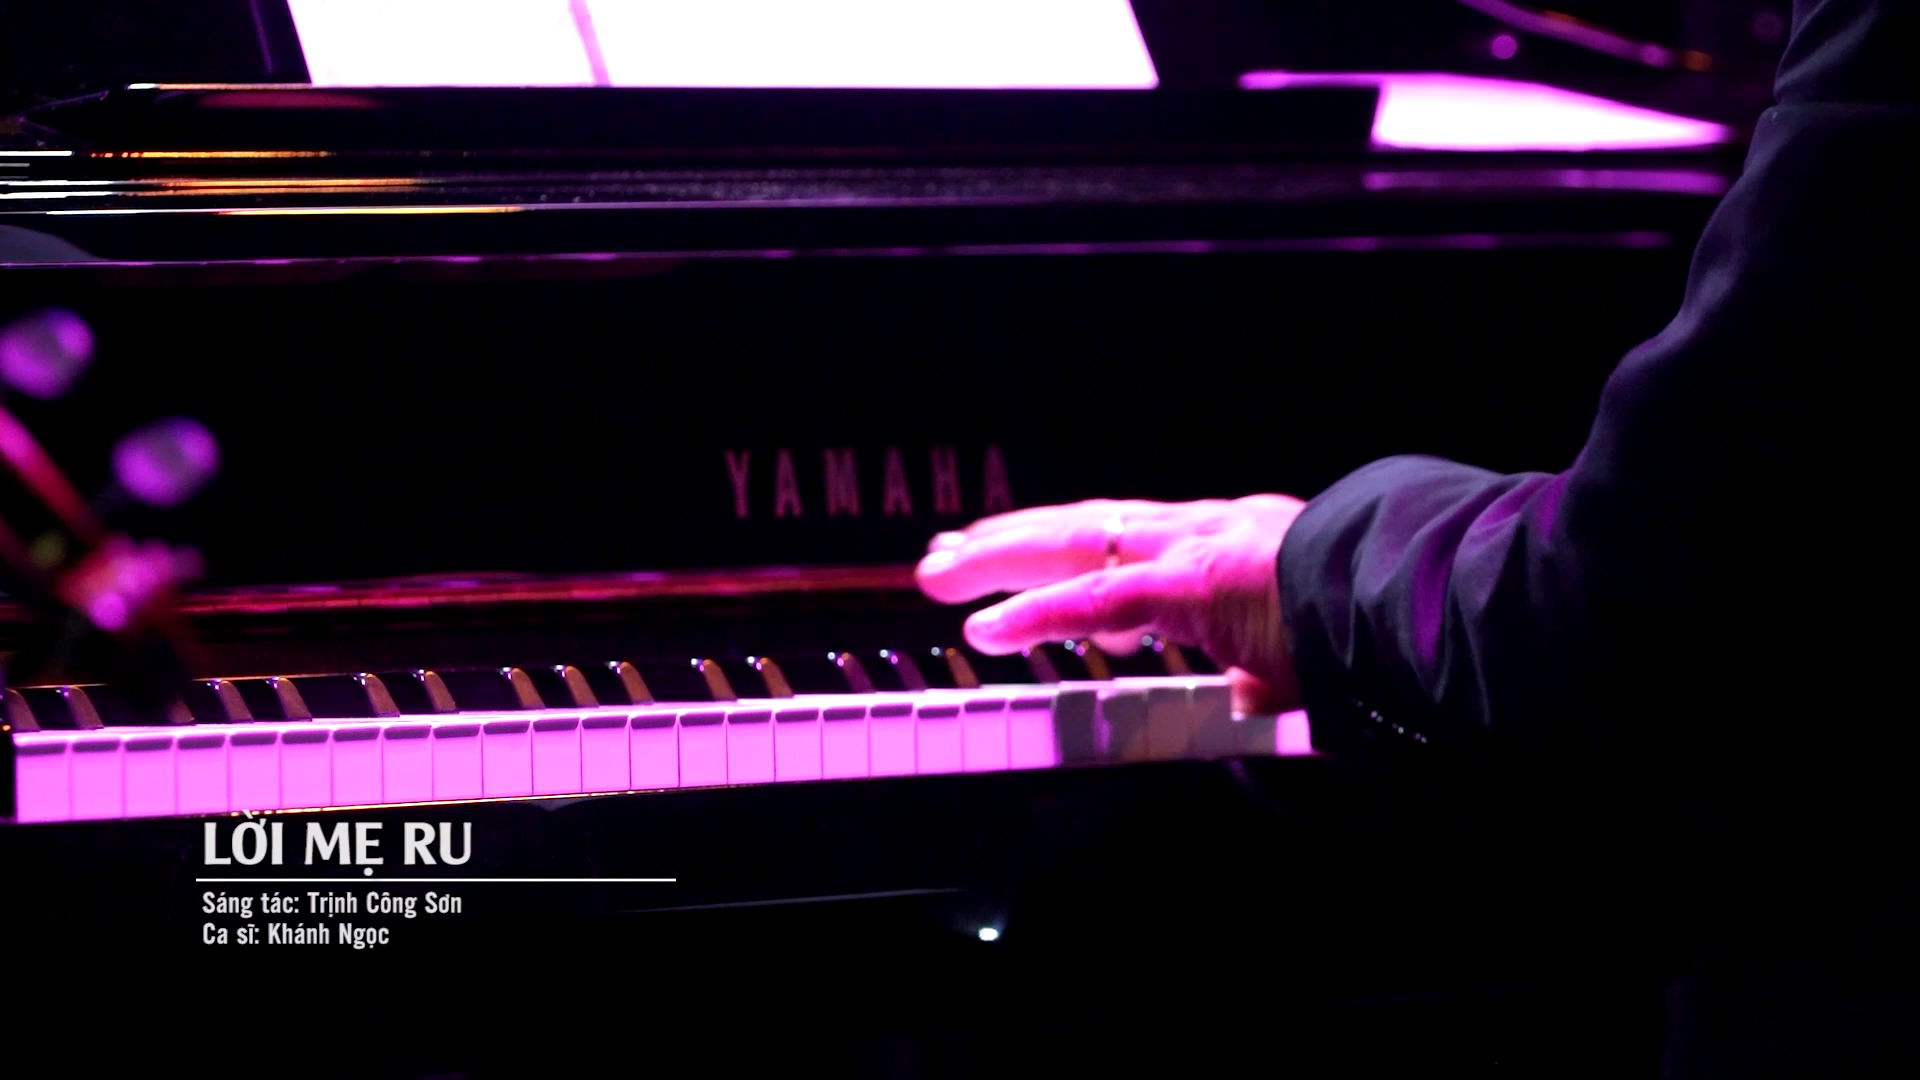 YAMAHA
LỜI MẸ RU
Sáng tác: Trịnh Công Sơn
Ca sĩ: Khánh Ngọc